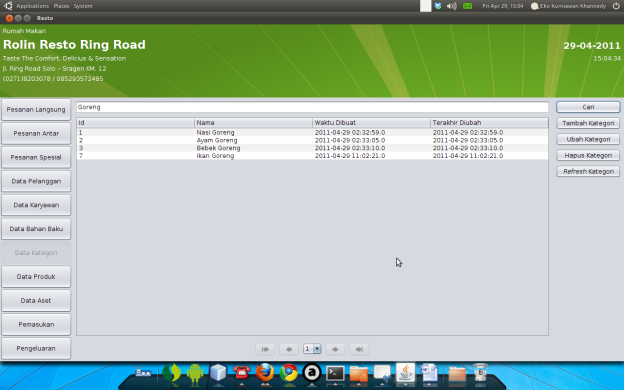 Applications Places System
Fri Apr 29, 15:04 Eko Kurniawan Khannedy
Resto
Rumah Makan
Rolin Resto Ring Road
29-04-2011
Taste The Comfort, Delicius & Sensation
15:04:34
Jl. Ring Road Solo - Sragen KM. 12
(0271)8203078 / 085293572485
Pesanan Langsung
Pesanan Antar
Pesanan Spesial
Data Pelanggan
Data Karyawan
Data Bahan Baku
Data Kategori
Data Produk
Data Aset
Pemasukan
Pengeluaran
Goreng
Id Nama Waktu Dibuat Terakhir Diubah
1 Nasi Goreng 2011-04-29 02:32:59.0 2011-04-29 02:32:59.0
2 Ayam Goreng 2011-04-29 02:33:05.0 2011-04-29 02:33:05.0
3 Bebek Goreng 2011-04-29 02:33:10.0 2011-04-29 02:33:10.0
7 Ikan Goreng 2011-04-29 11:02:21.0 2011-04-29 11:02:21.0
1
Cari
Tambah Kategori
Ubah Kategori
Hapus Kategori
Refresh Kategori